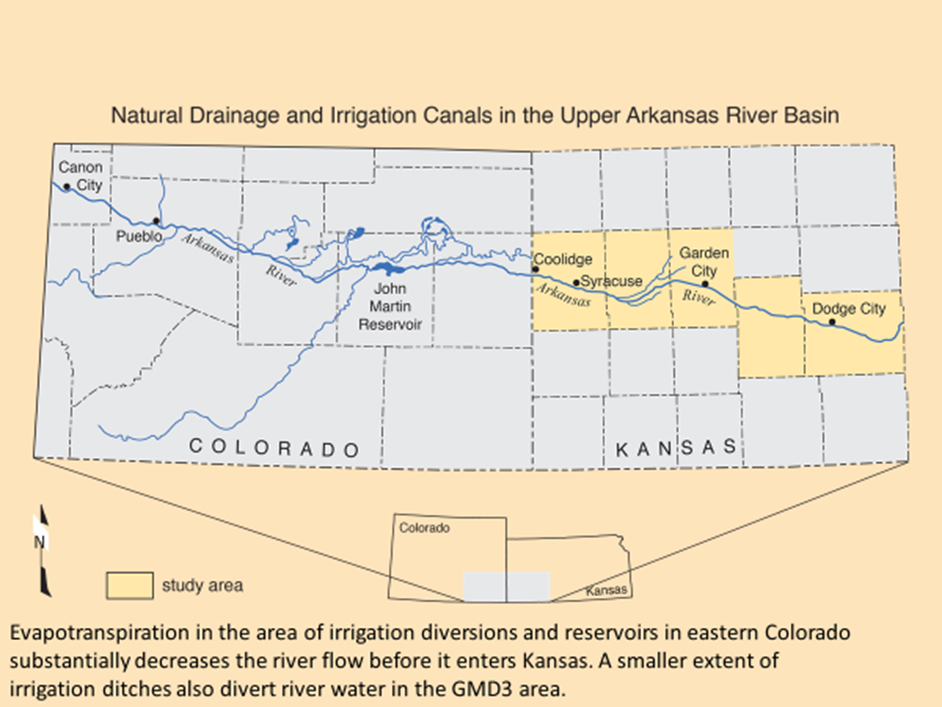 Natural Drainage and Irrigation Canals in the Upper Arkansas River Basin
Canon
City
Pueblo
Arkansas
River
John
Martin
Reservoir
Coolidge
Syracuse
Garden
City
Arkansas
River
Dodge City
COLORADO
KANSAS
N
Colorado
Kansas
study area
Evapotranspiration in the area of irrigation diversions and reservoirs in eastern Colorado
substantially decreases the river flow before it enters Kansas. A smaller extent of
irrigation ditches also divert river water in the GMD3 area.